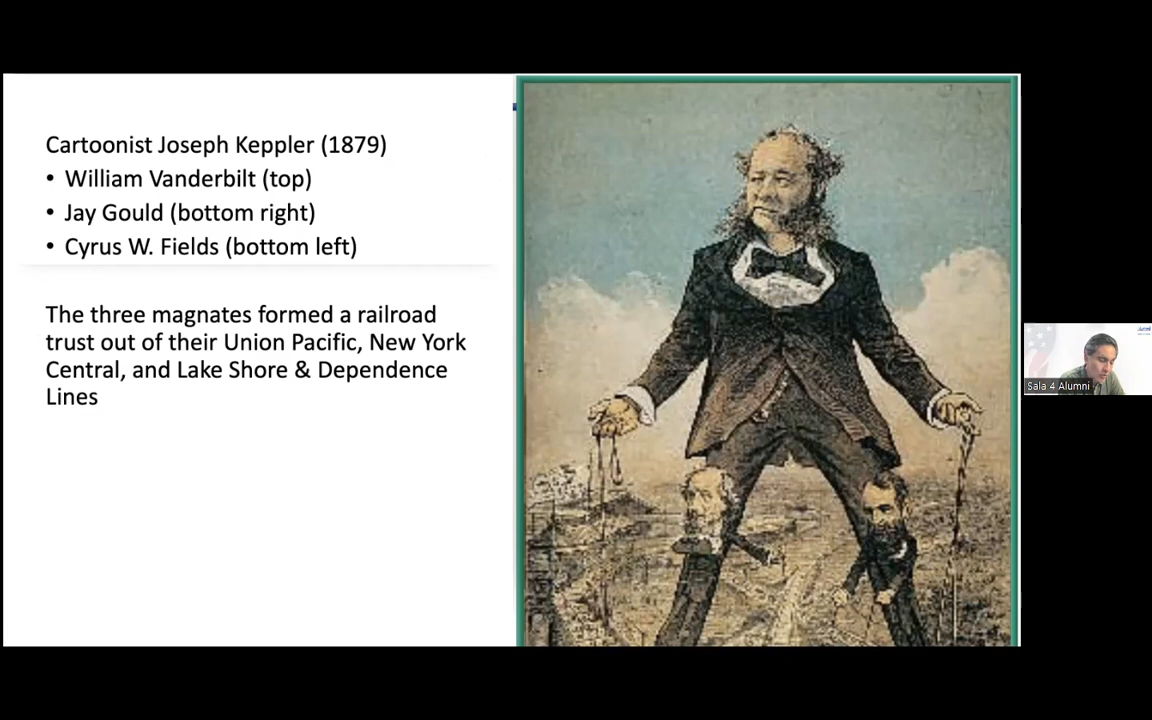 Cartoonist Joseph Keppler (1879)
• William Vanderbilt (top)
• Jay Gould (bottom right)
• Cyrus W. Fields (bottom left)
The three magnates formed a railroad
trust out of their Union Pacific, New York
Central, and Lake Shore & Dependence
Lines
Sala 4 Alumni